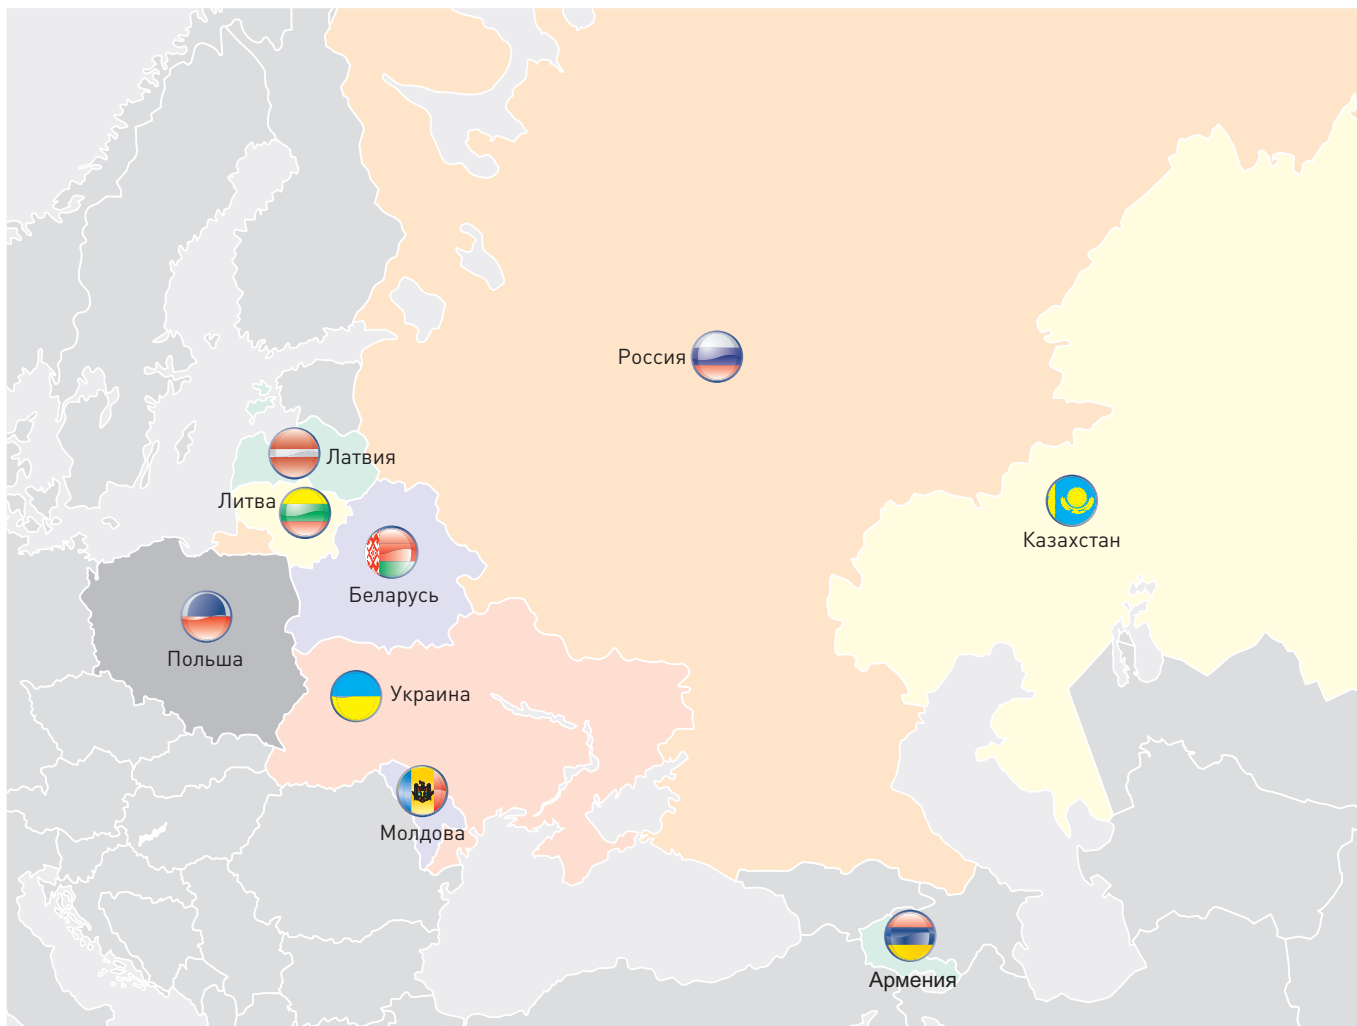 Россия
Латвия
Литва
Казахстан
Беларусь
Польша
Украина
Молдова
Армения